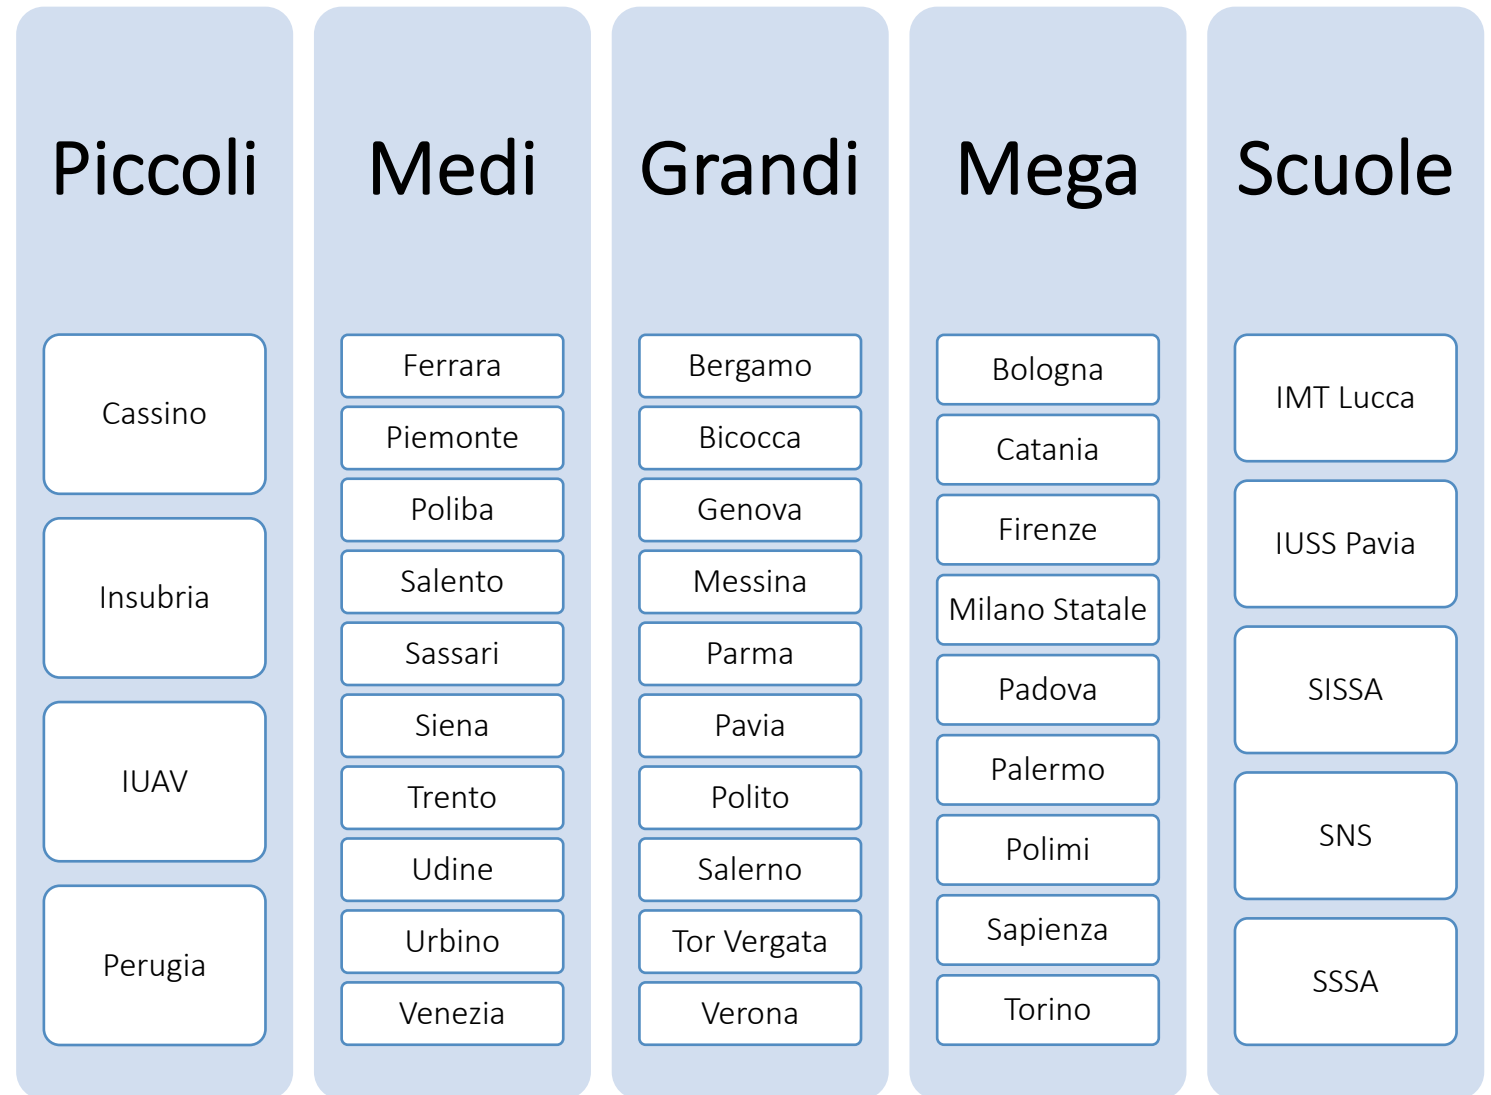 Piccoli
Cassino
Insubria
IUAV
Perugia
Medi
Ferrara
Piemonte
Poliba
Salento
Sassari
Siena
Trento
Udine
Urbino
Venezia
Grandi
Bergamo
Bicocca
Genova
Messina
Parma
Pavia
Polito
Salerno
Tor Vergata
Verona
Mega
Bologna
Catania
Firenze
Milano Statale
Padova
Palermo
Polimi
Sapienza
Torino
Scuole
IMT Lucca
IUSS Pavia
SISSA
SNS
SSSA